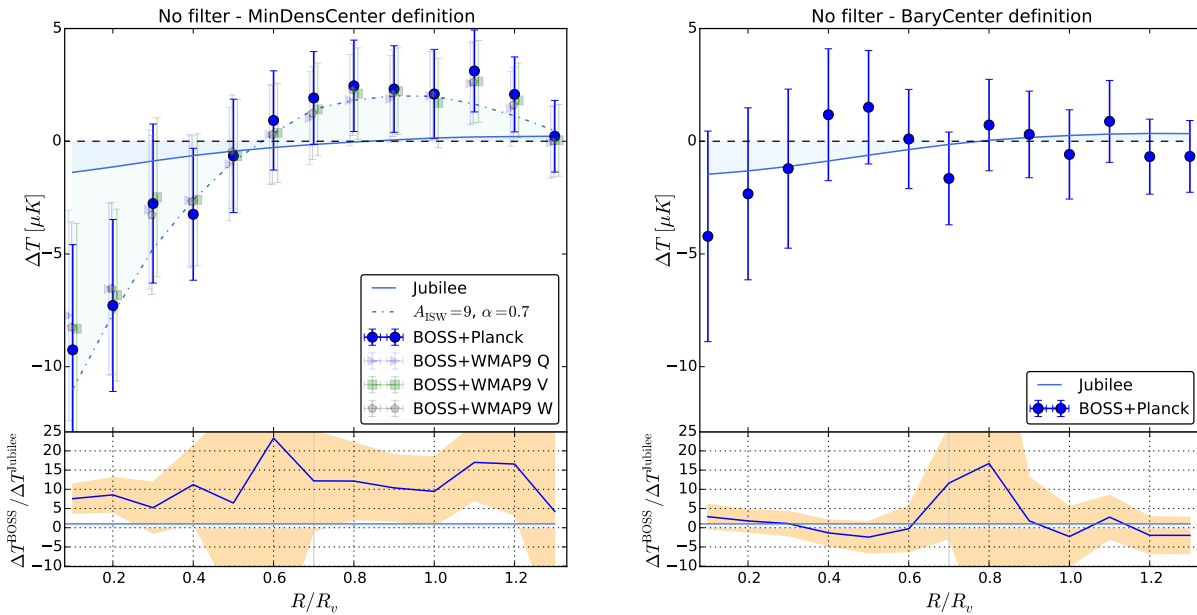 No filter - MinDensCenter definition
5
0
−5
−10
ΔT [μK]
Jubilee
A_ISW=9, α=0.7
BOSS+Planck
BOSS+WMAP9 Q
BOSS+WMAP9 V
BOSS+WMAP9 W
25
20
15
10
5
0
−5
−10
ΔT^BOSS / ΔT^Jubilee
0.2 0.4 0.6 0.8 1.0 1.2
R/R_v
No filter - BaryCenter definition
5
0
−5
−10
ΔT [μK]
Jubilee
BOSS+Planck
25
20
15
10
5
0
−5
−10
ΔT^BOSS / ΔT^Jubilee
0.2 0.4 0.6 0.8 1.0 1.2
R/R_v